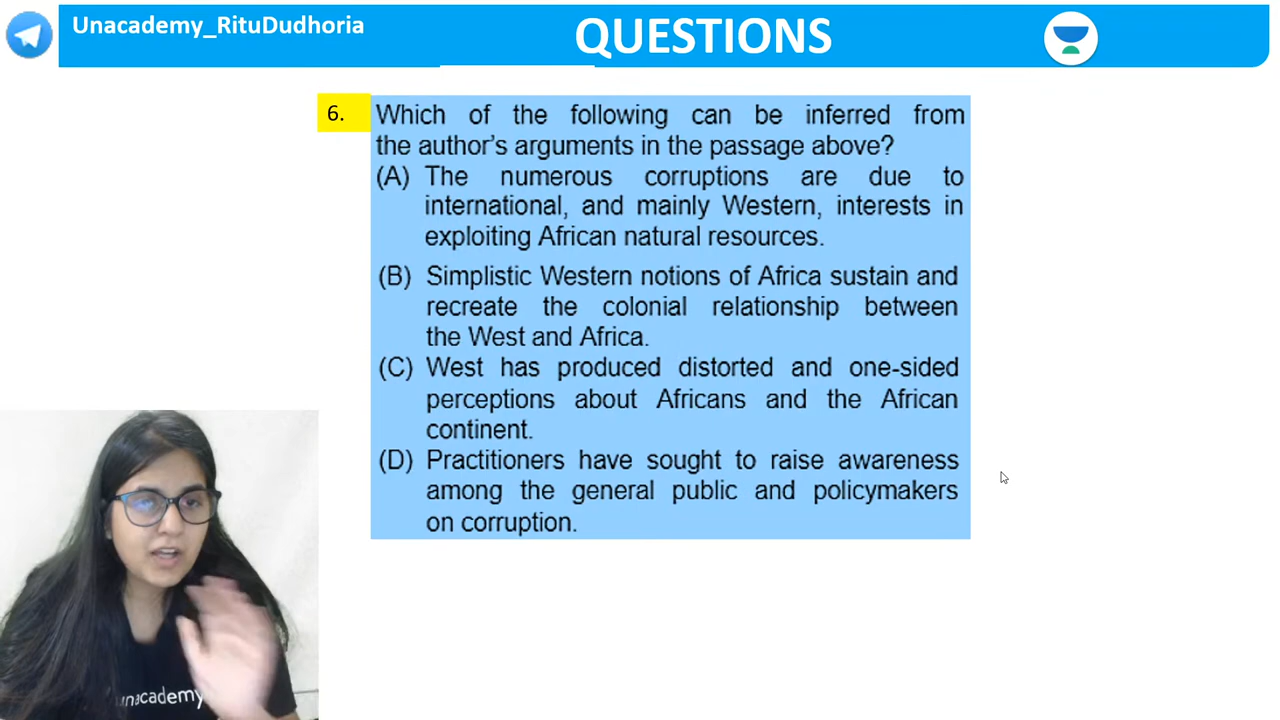 Unacademy_RituDudhoria
QUESTIONS
6.
Which of the following can be inferred from
the author's arguments in the passage above?
(A) The numerous corruptions are due to
international, and mainly Western, interests in
exploiting African natural resources.
(B) Simplistic Western notions of Africa sustain and
recreate the colonial relationship between
the West and Africa.
(C) West has produced distorted and one-sided
perceptions about Africans and the African
continent.
(D) Practitioners have sought to raise awareness
among the general public and policymakers
on corruption.
unacademy